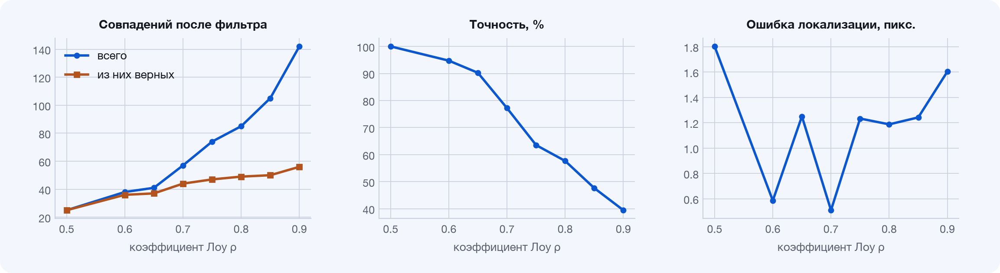 Совпадений после фильтра
140
120
100
80
60
40
20
всего
из них верных
0.5 0.6 0.7 0.8 0.9
коэффициент Лоу ρ
Точность, %
100
90
80
70
60
50
40
0.5 0.6 0.7 0.8 0.9
коэффициент Лоу ρ
Ошибка локализации, пикс.
1.8
1.6
1.4
1.2
1.0
0.8
0.6
0.5 0.6 0.7 0.8 0.9
коэффициент Лоу ρ